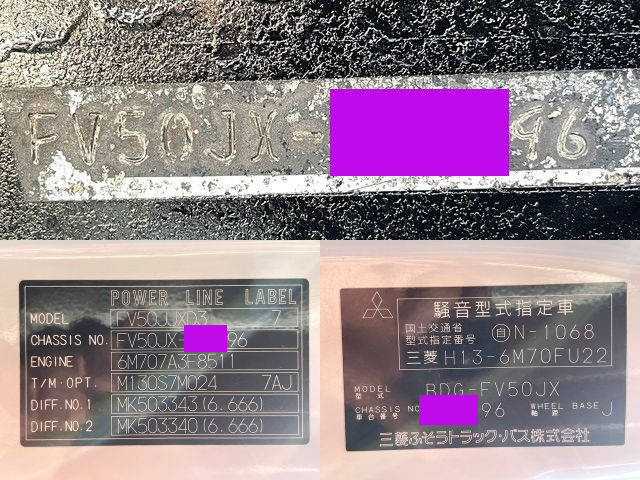 FV50JX- 96
POWER LINE LABEL
MODEL FV50JJXD3 7
CHASSIS NO. FV50JX- 96
ENGINE 6M707A3F8511
T/M・OPT. M130S7M024 7AJ
DIFF.NO.1 MK503343(6.666)
DIFF.NO.2 MK503340(6.666)
騒音型式指定車
国土交通省
型式指定番号 自N-1068
三菱 H13-6M70FU22
MODEL
型式 BDG-FV50JX
CHASSIS NO 96 WHEEL BASE J
車台番号 軸距
三菱ふそうトラック・バス株式会社